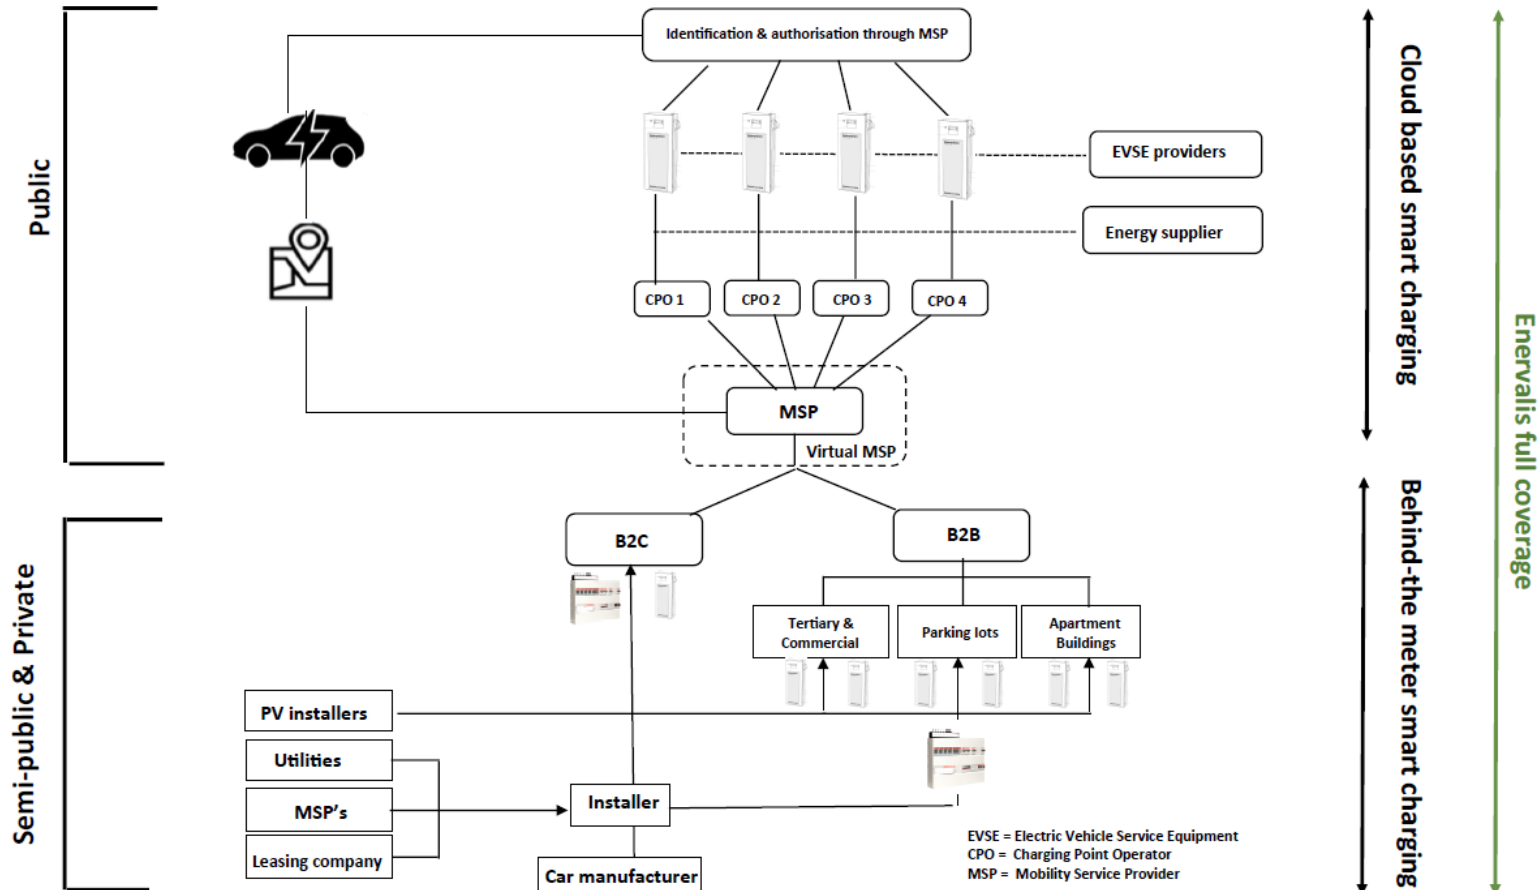 Identification & authorisation through MSP
EVSE providers
Energy supplier
CPO 1
CPO 2
CPO 3
CPO 4
MSP
Virtual MSP
Public
Cloud based smart charging
Enervalis full coverage
B2C
B2B
Tertiary &
Commercial
Parking lots
Apartment
Buildings
Semi-public & Private
Behind-the meter smart charging
PV installers
Utilities
MSP's
Leasing company
Installer
Car manufacturer
EVSE = Electric Vehicle Service Equipment
CPO = Charging Point Operator
MSP = Mobility Service Provider